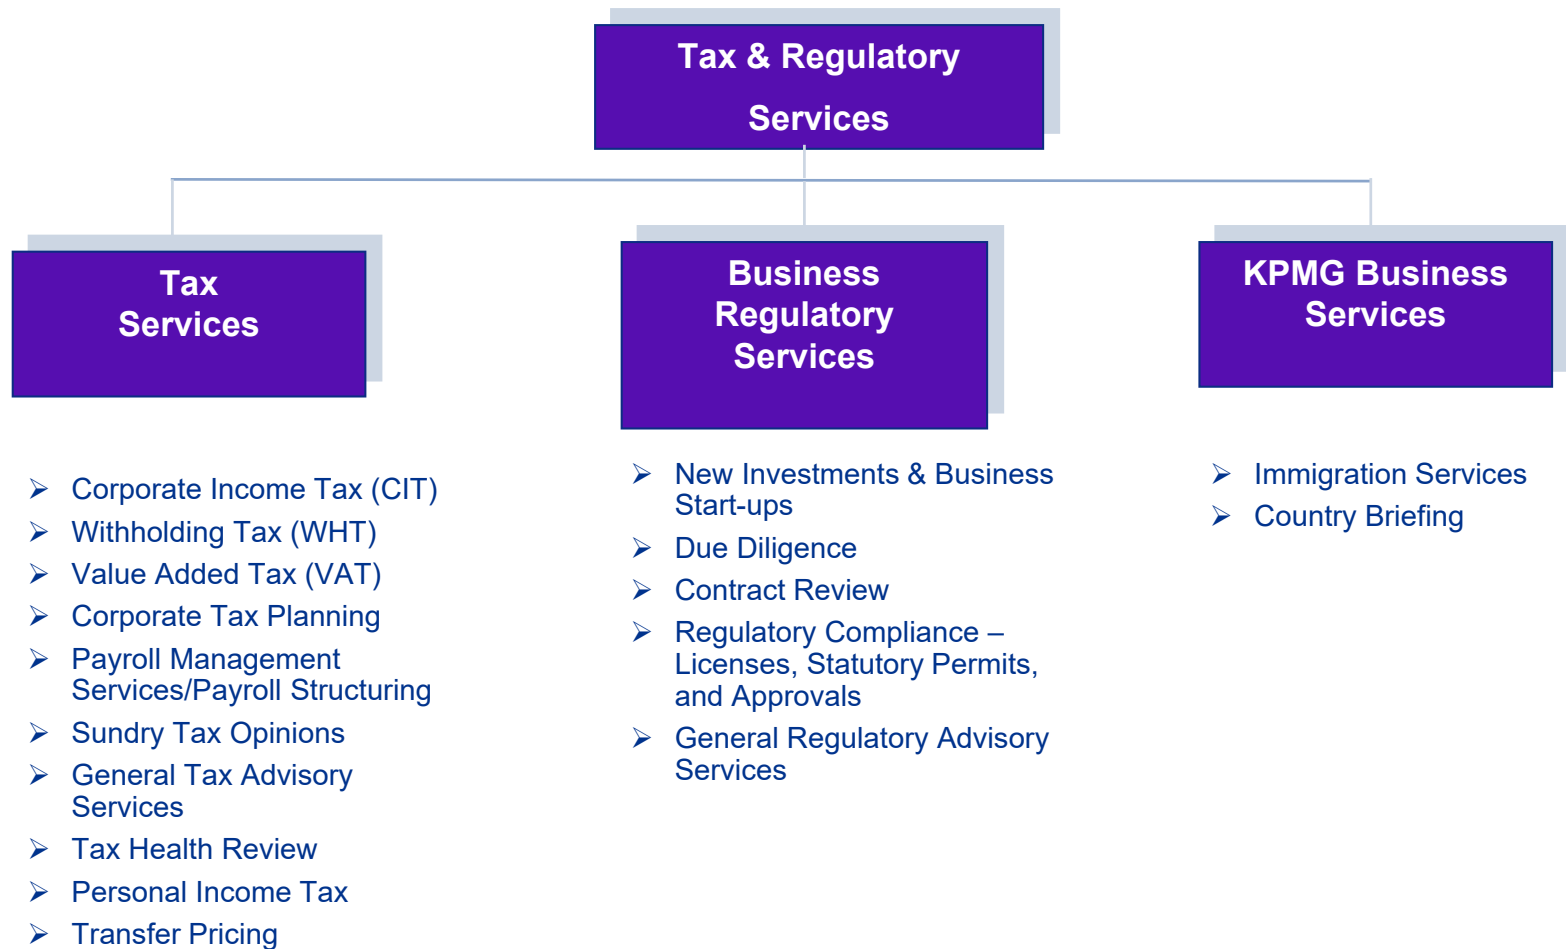 Tax & Regulatory
Services
Tax
Services
Business
Regulatory
Services
KPMG Business
Services
➢ Corporate Income Tax (CIT)
➢ Withholding Tax (WHT)
➢ Value Added Tax (VAT)
➢ Corporate Tax Planning
➢ Payroll Management
Services/Payroll Structuring
➢ Sundry Tax Opinions
➢ General Tax Advisory
Services
➢ Tax Health Review
➢ Personal Income Tax
➢ Transfer Pricing
➢ New Investments & Business
Start-ups
➢ Due Diligence
➢ Contract Review
➢ Regulatory Compliance –
Licenses, Statutory Permits,
and Approvals
➢ General Regulatory Advisory
Services
➢ Immigration Services
➢ Country Briefing